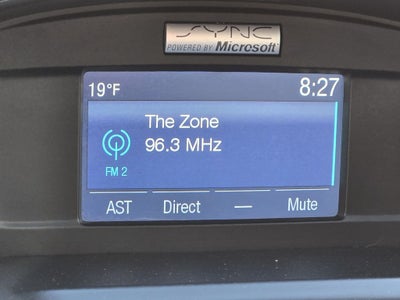 SYNC
POWERED BY Microsoft
19°F 8:27
The Zone
96.3 MHz
FM 2
AST Direct — Mute